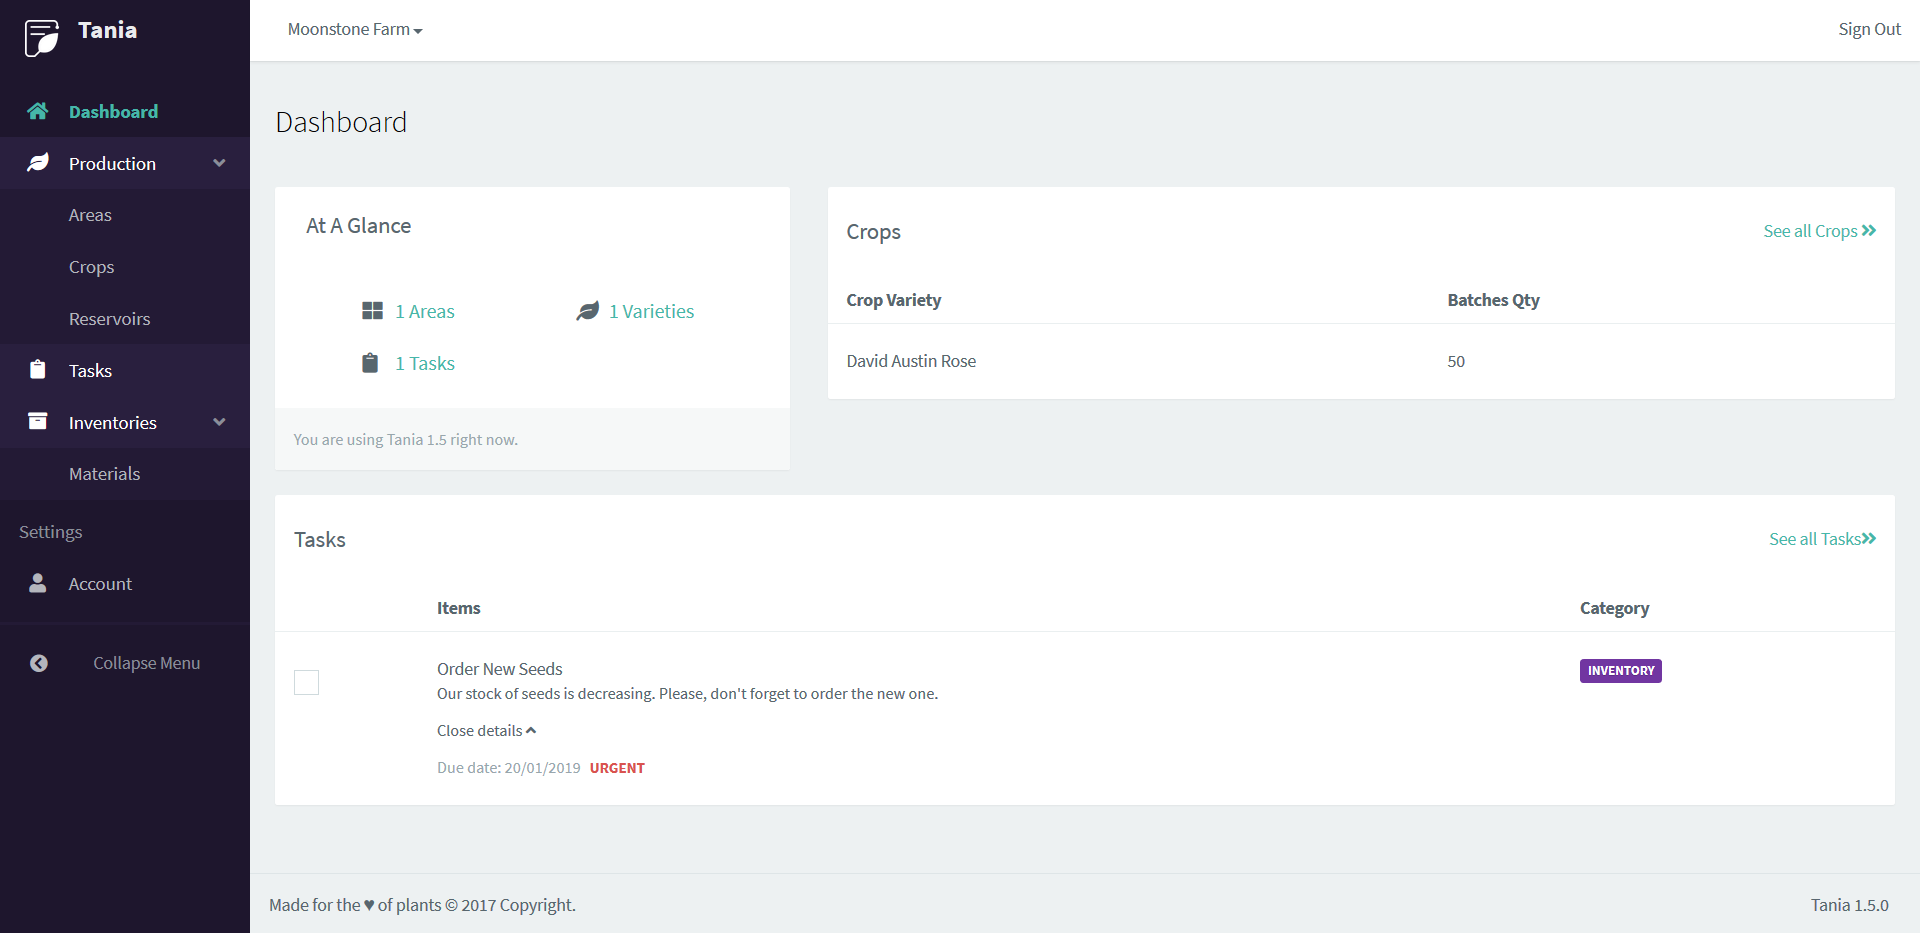 Tania
Moonstone Farm
Sign Out
Dashboard
Production
Areas
Crops
Reservoirs
Tasks
Inventories
Materials
Settings
Account
Collapse Menu
Dashboard
At A Glance
1 Areas
1 Varieties
1 Tasks
You are using Tania 1.5 right now.
Crops
See all Crops
Crop Variety
Batches Qty
David Austin Rose
50
Tasks
See all Tasks
Items
Category
Order New Seeds
INVENTORY
Our stock of seeds is decreasing. Please, don't forget to order the new one.
Close details
Due date: 20/01/2019 URGENT
Made for the ♥ of plants © 2017 Copyright.
Tania 1.5.0